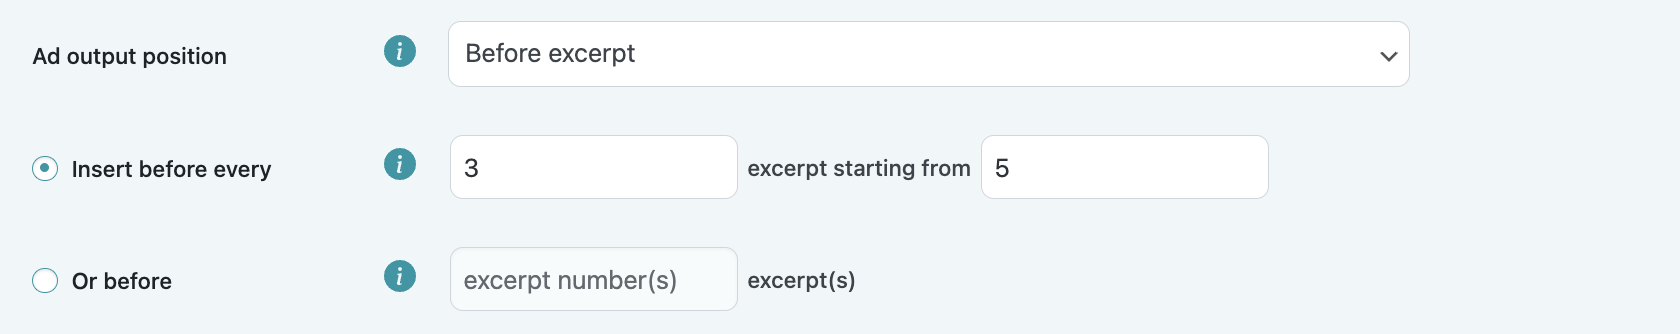 Ad output position i Before excerpt
Insert before every i 3 excerpt starting from 5
Or before i excerpt number(s) excerpt(s)